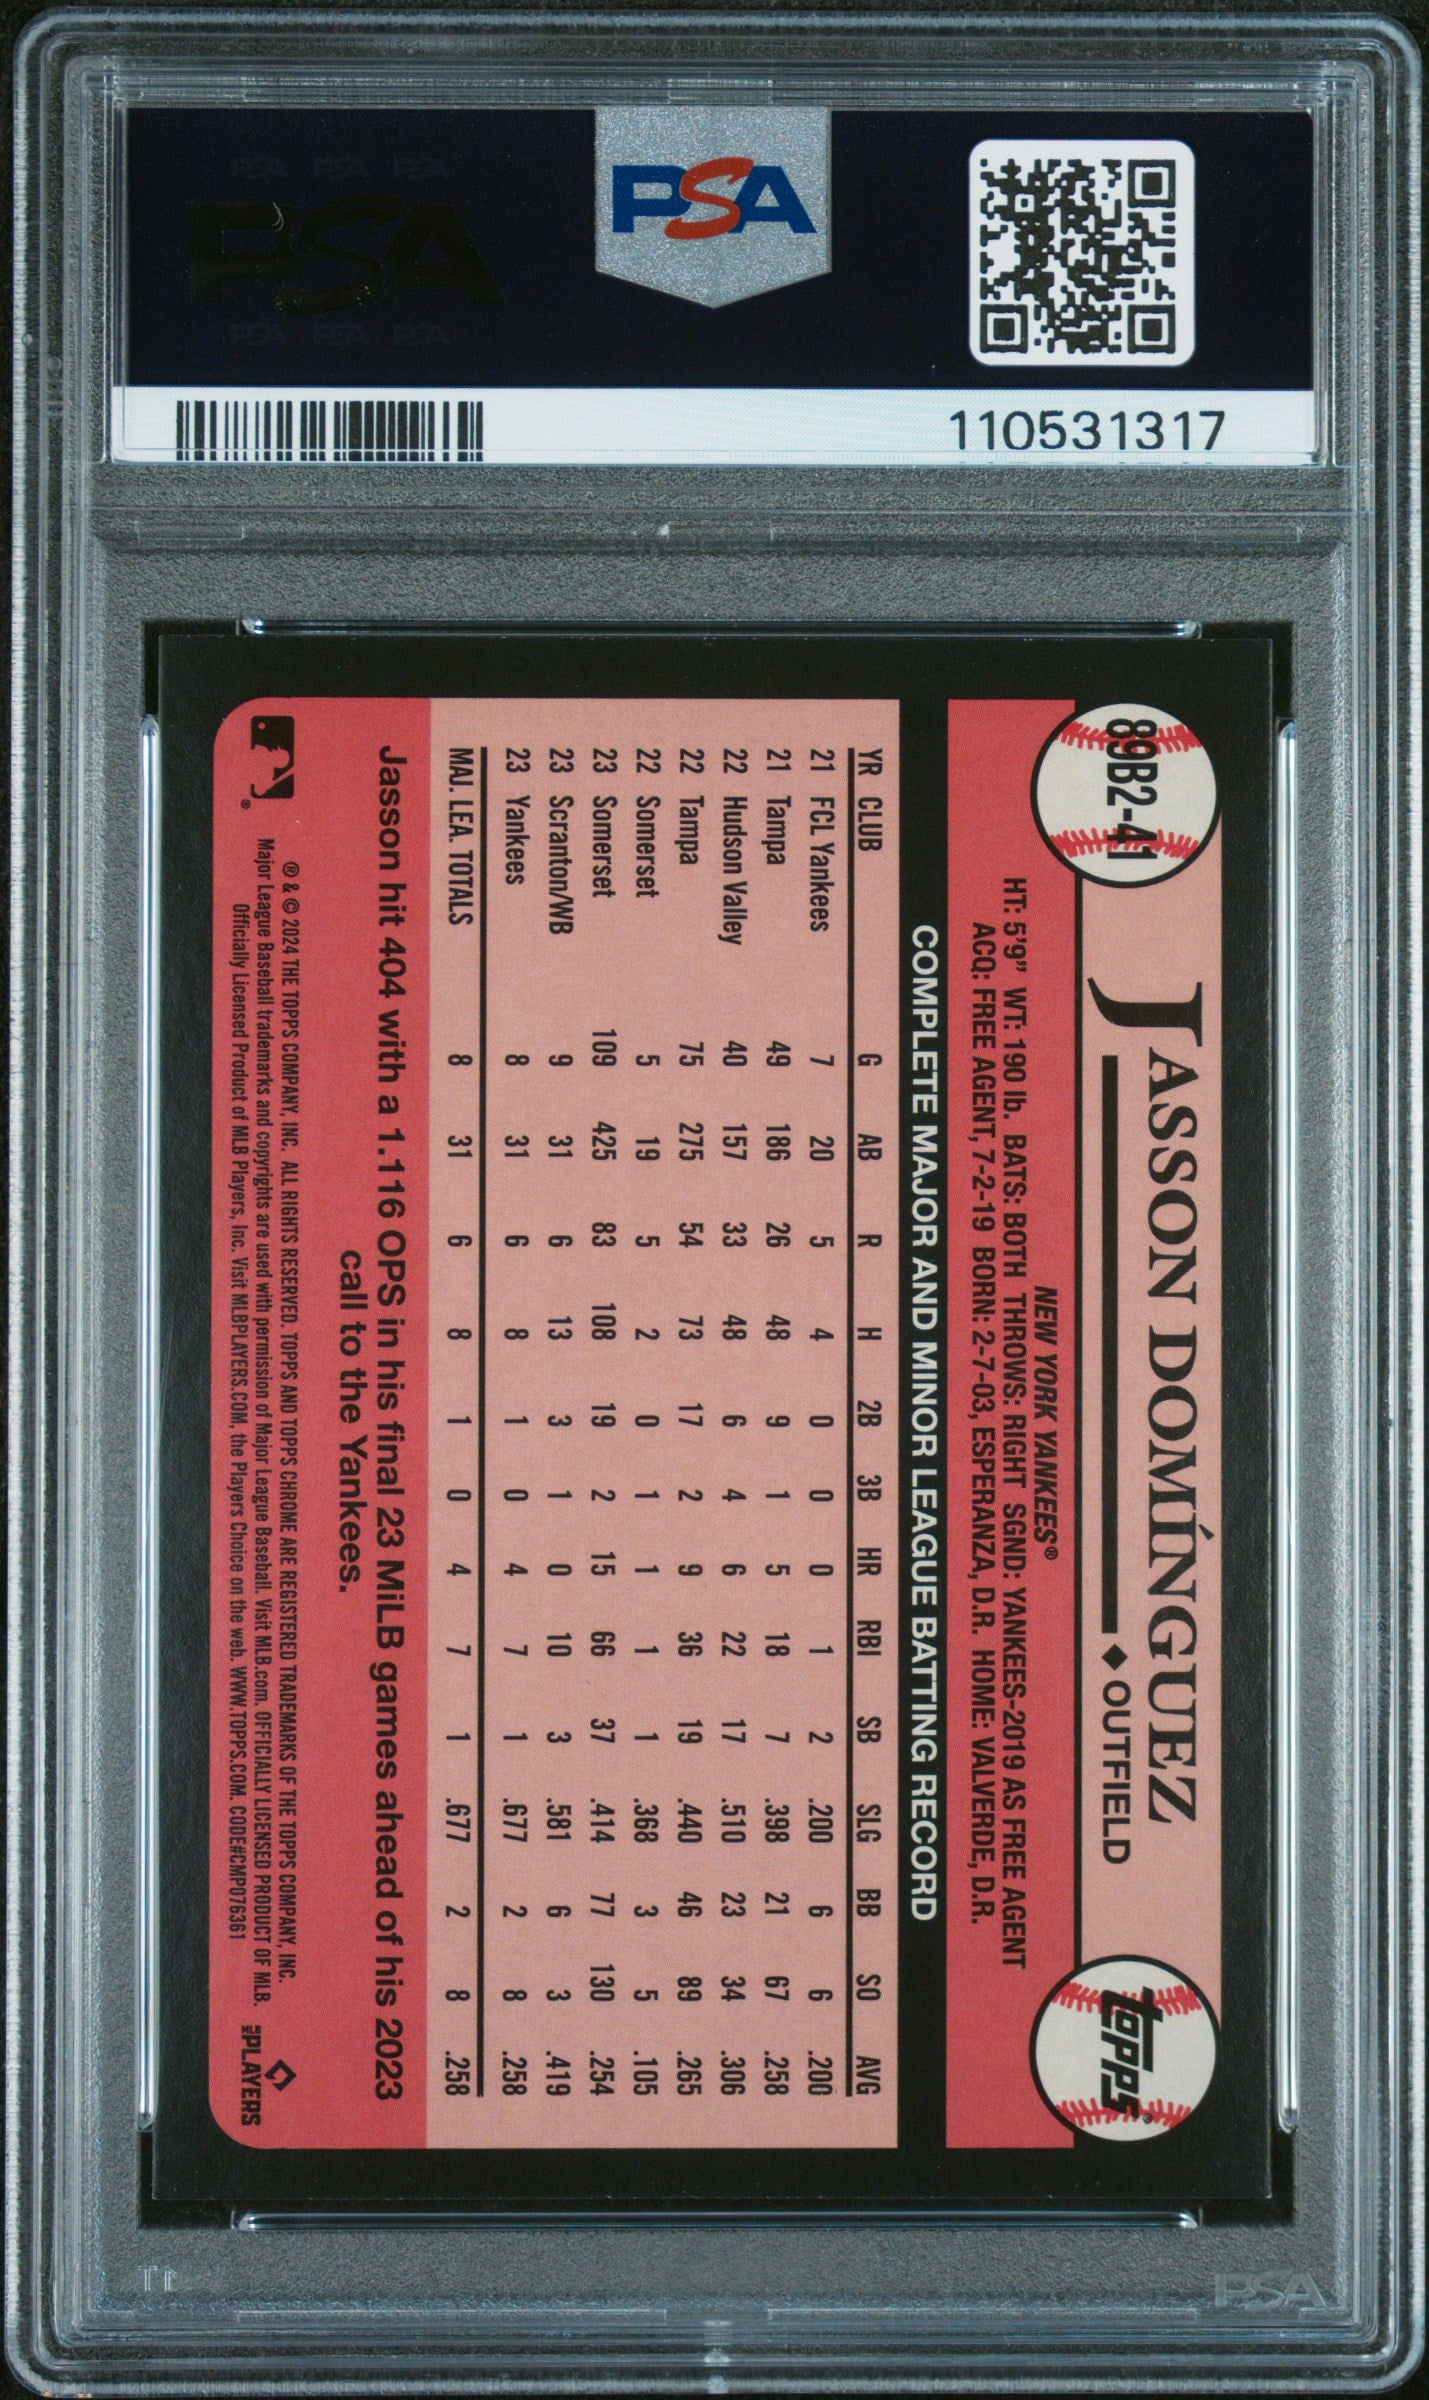 PSA PSA PSA
PSA
PSA PSA PSA
PSA
110531317
89B2-41
JASSON DOMÍNGUEZ
◆OUTFIELD
topps®
NEW YORK YANKEES®
HT: 5'9" WT: 190 lb. BATS: BOTH THROWS: RIGHT SGND: YANKEES-2019 AS FREE AGENT
ACQ: FREE AGENT, 7-2-19 BORN: 2-7-03, ESPERANZA, D.R. HOME: VALVERDE, D.R.
COMPLETE MAJOR AND MINOR LEAGUE BATTING RECORD
YR CLUB G AB R H 2B 3B HR RBI SB SLG BB SO AVG
21 FCL Yankees 7 20 5 4 0 0 0 1 2 .200 6 6 .200
21 Tampa 49 186 26 48 9 1 5 18 7 .398 21 67 .258
22 Hudson Valley 40 157 33 48 6 4 6 22 17 .510 23 34 .306
22 Tampa 75 275 54 73 17 2 9 36 19 .440 46 89 .265
22 Somerset 5 19 5 2 0 1 1 1 1 .368 3 5 .105
23 Somerset 109 425 83 108 19 2 15 66 37 .414 77 130 .254
23 Scranton/WB 9 31 6 13 3 1 0 10 3 .581 6 3 .419
23 Yankees 8 31 6 8 1 0 4 7 1 .677 2 8 .258
MAJ. LEA. TOTALS 8 31 6 8 1 0 4 7 1 .677 2 8 .258
Jasson hit 404 with a 1.116 OPS in his final 23 MiLB games ahead of his 2023
call to the Yankees.
® & © 2024 THE TOPPS COMPANY, INC. ALL RIGHTS RESERVED. TOPPS AND TOPPS CHROME ARE REGISTERED TRADEMARKS OF THE TOPPS COMPANY, INC.
Major League Baseball trademarks and copyrights are used with permission of Major League Baseball. Visit MLB.com. OFFICIALLY LICENSED PRODUCT OF MLB.
Officially Licensed Product of MLB Players, Inc. Visit MLBPLAYERS.COM, the Players Choice on the web. WWW.TOPPS.COM. CODE#CMP076361
®
MLB PLAYERS
PSA